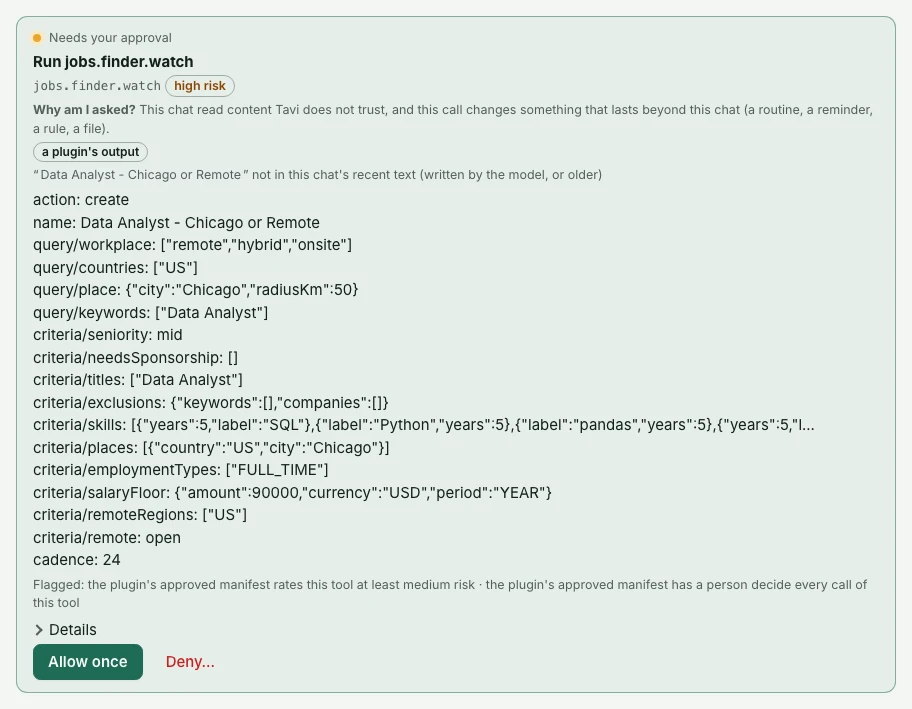 Needs your approval
Run jobs.finder.watch
jobs.finder.watch high risk
Why am I asked? This chat read content Tavi does not trust, and this call changes something that lasts beyond this chat (a routine, a reminder,
a rule, a file).
a plugin's output
“Data Analyst - Chicago or Remote” not in this chat's recent text (written by the model, or older)
action: create
name: Data Analyst - Chicago or Remote
query/workplace: ["remote","hybrid","onsite"]
query/countries: ["US"]
query/place: {"city":"Chicago","radiusKm":50}
query/keywords: ["Data Analyst"]
criteria/seniority: mid
criteria/needsSponsorship: []
criteria/titles: ["Data Analyst"]
criteria/exclusions: {"keywords":[],"companies":[]}
criteria/skills: [{"years":5,"label":"SQL"},{"label":"Python","years":5},{"label":"pandas","years":5},{"years":5,"l...
criteria/places: [{"country":"US","city":"Chicago"}]
criteria/employmentTypes: ["FULL_TIME"]
criteria/salaryFloor: {"amount":90000,"currency":"USD","period":"YEAR"}
criteria/remoteRegions: ["US"]
criteria/remote: open
cadence: 24
Flagged: the plugin's approved manifest rates this tool at least medium risk · the plugin's approved manifest has a person decide every call of
this tool
Details
Allow once Deny...